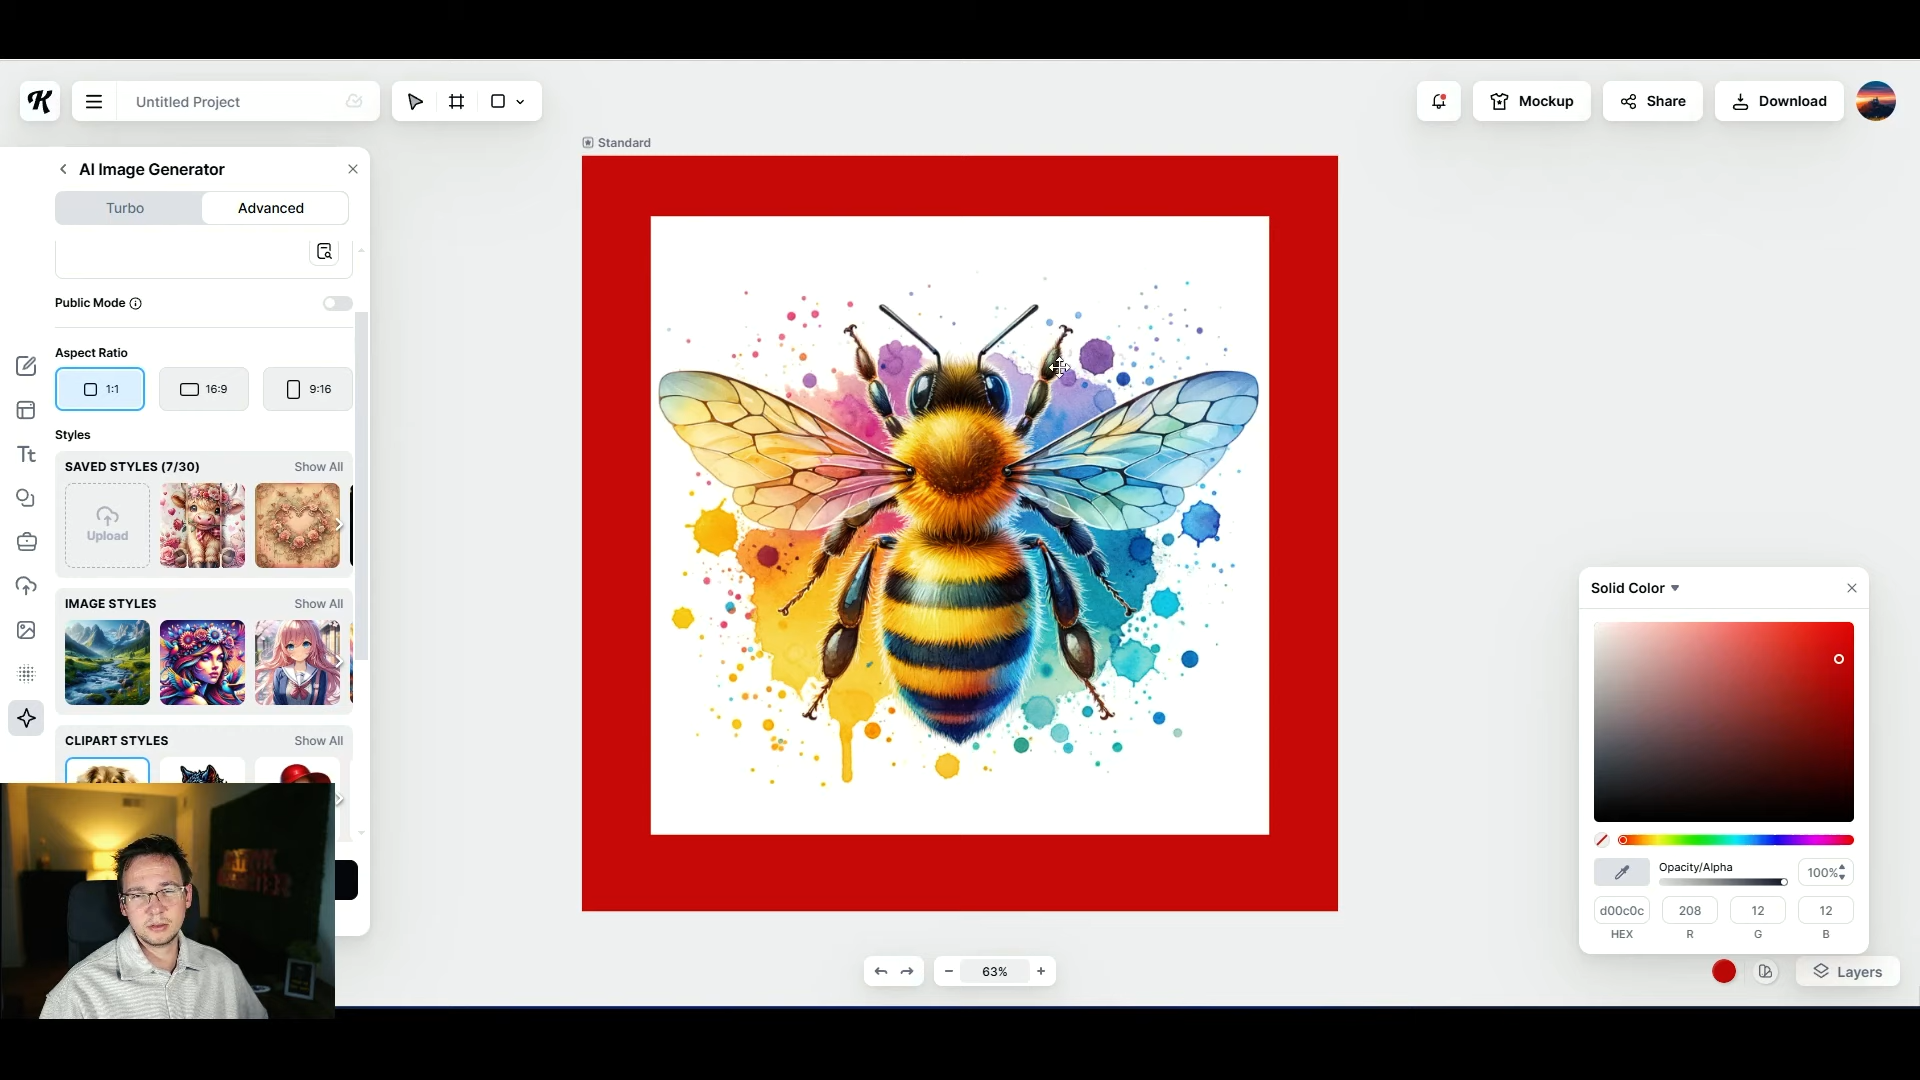 K
Untitled Project
Mockup
Share
Download
Standard
AI Image Generator
Turbo
Advanced
Public Mode
Aspect Ratio
1:1
16:9
9:16
Styles
SAVED STYLES (7/30)
Show All
Upload
IMAGE STYLES
Show All
CLIPART STYLES
Show All
Tt
Solid Color
Opacity/Alpha
100%
d00c0c
208
12
12
HEX
R
G
B
63%
Layers